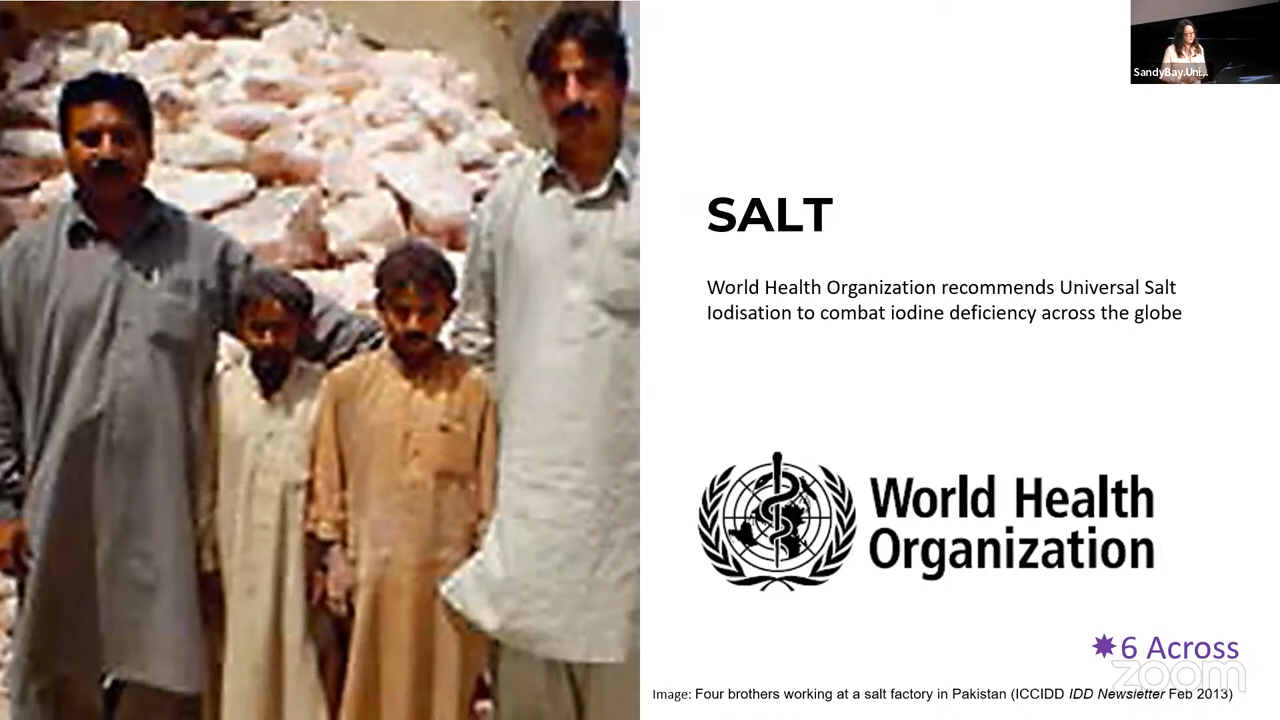 SandyBay.Uni...
SALT
World Health Organization recommends Universal Salt
Iodisation to combat iodine deficiency across the globe
World Health
Organization
6 Across
zoom
Image: Four brothers working at a salt factory in Pakistan (ICCIDD IDD Newsletter Feb 2013)